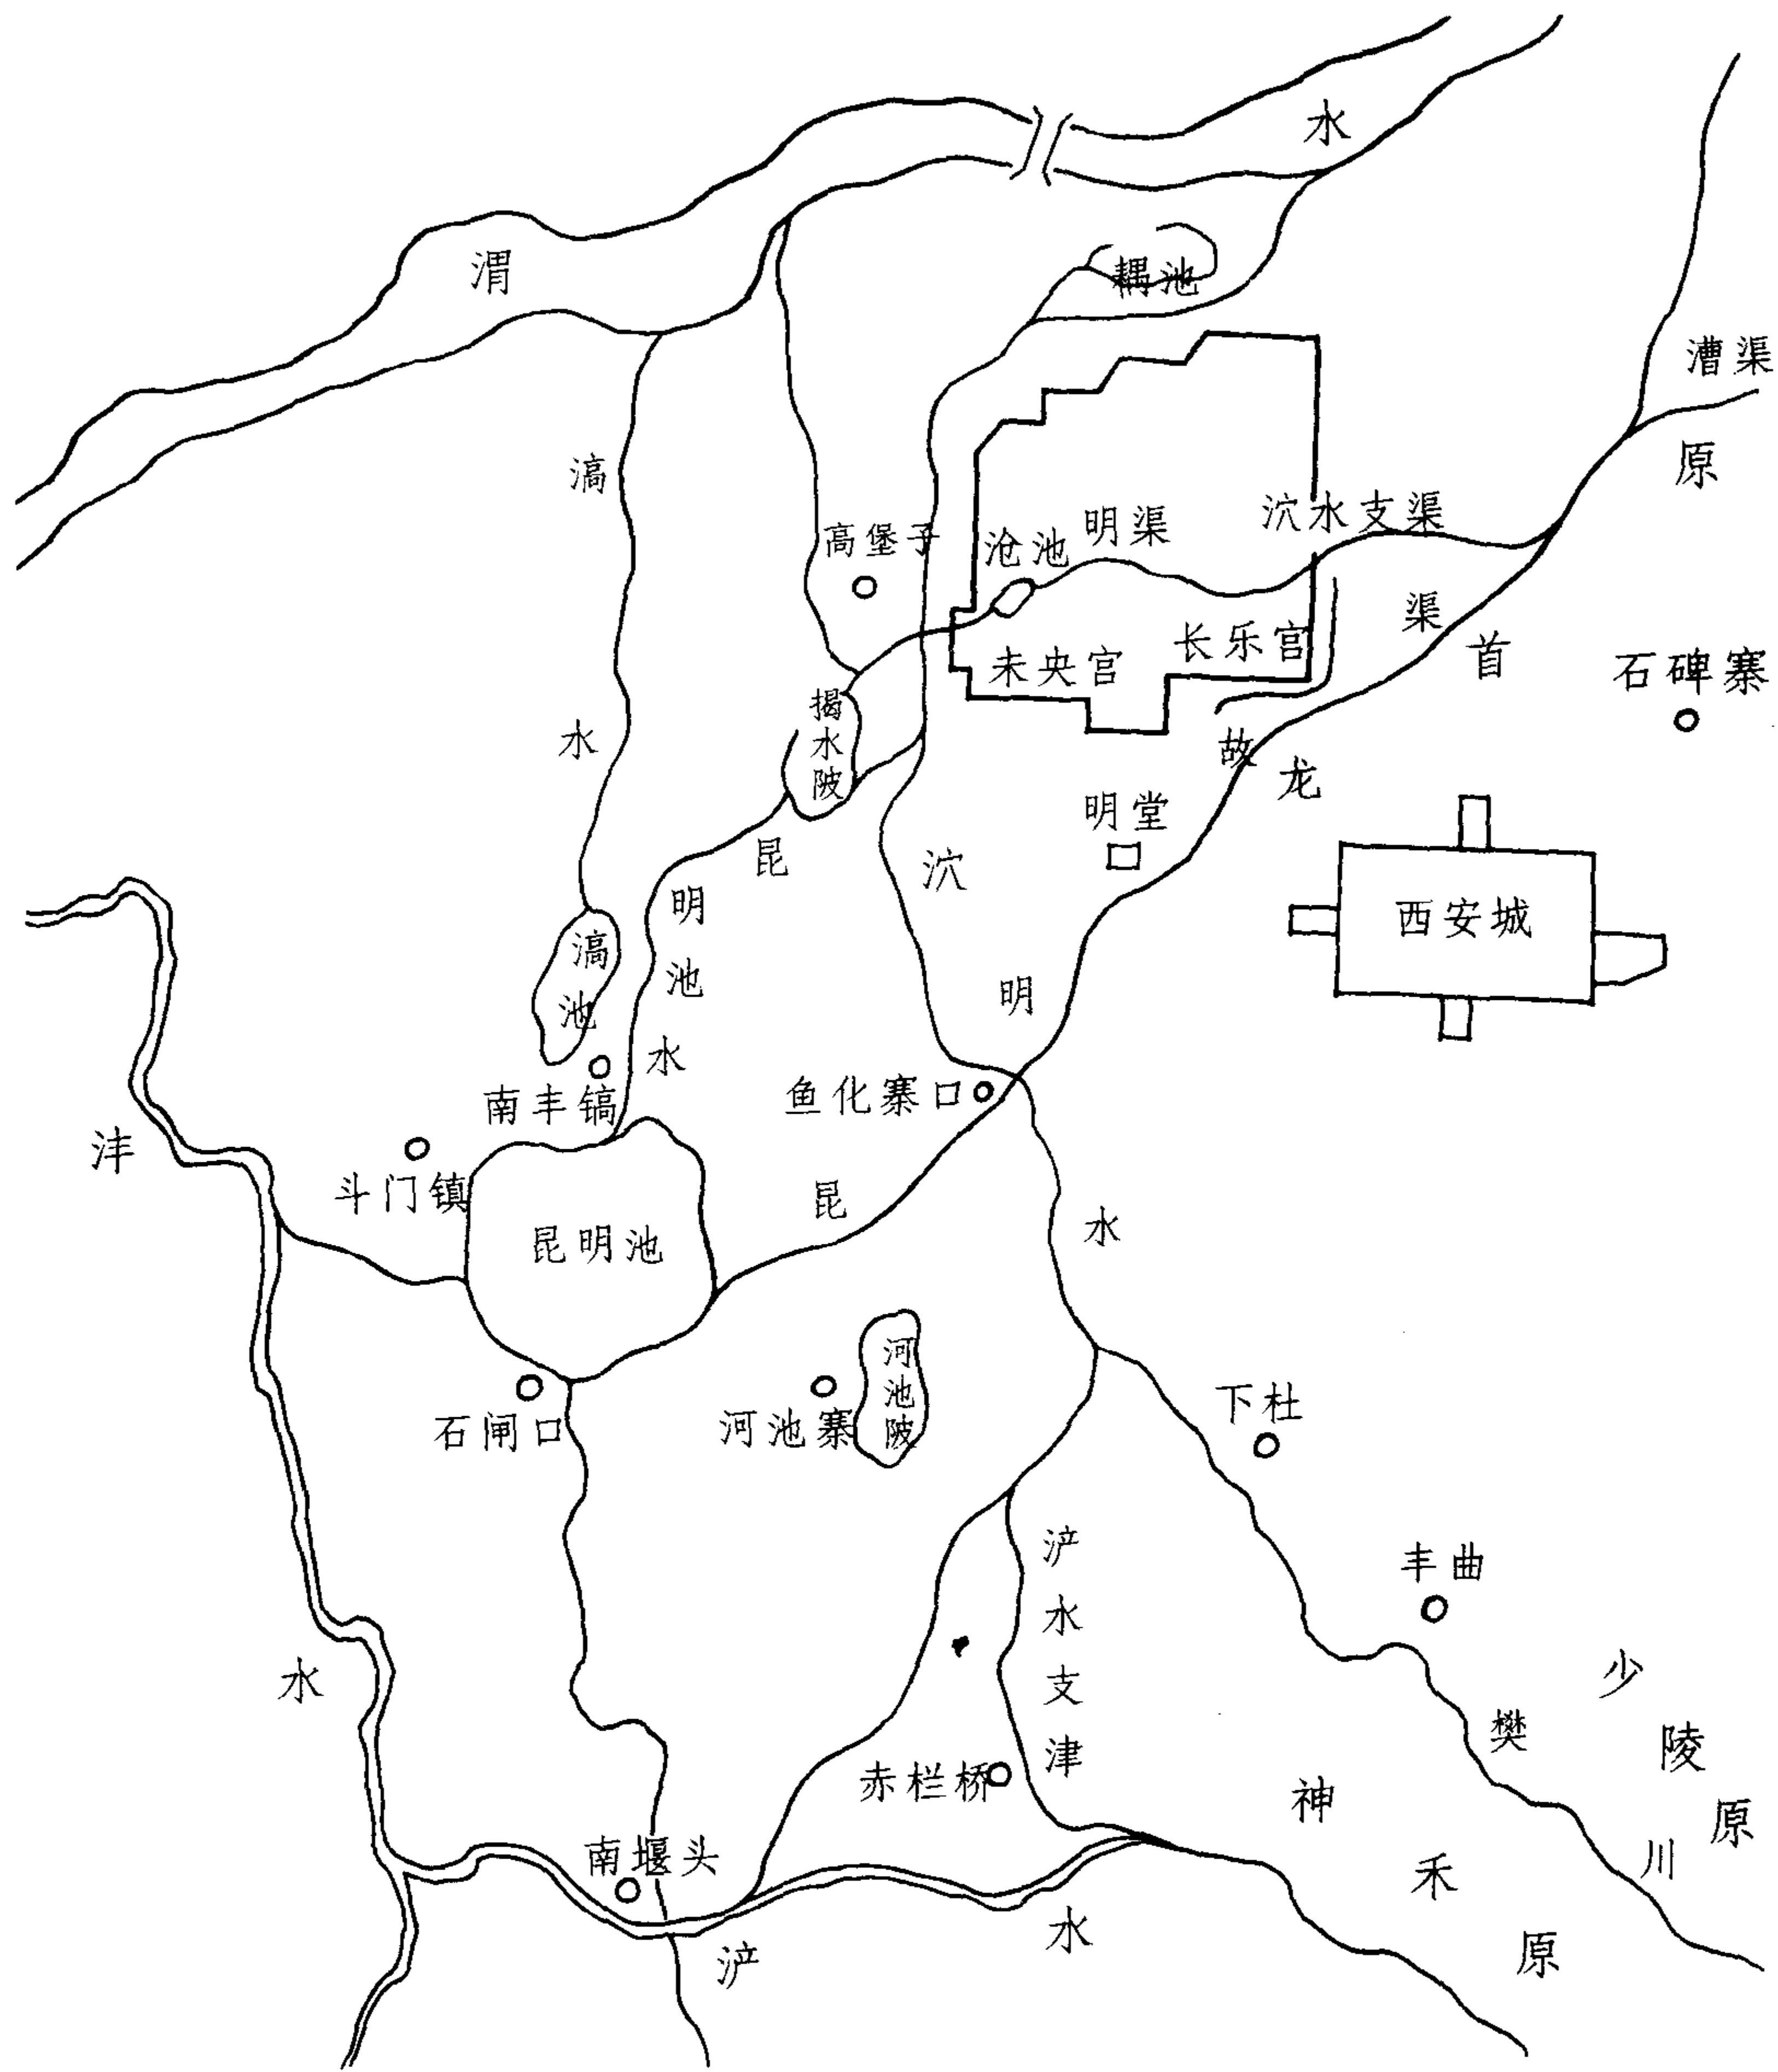 渭水
耦池
漕渠
滈水
高堡子
沧池
明渠
泬水支渠
未央宫
长乐宫
龙首原
石碑寨
揭水陂
明堂
昆明池水
西安城
滈池
南丰镐
昆明故渠
鱼化寨口
泬水
沣水
斗门镇
昆明池
石闸口
河池寨
河池陂
下杜
浐水支津
丰曲
赤栏桥
樊川
少陵原
神禾原
南堰头
浐水